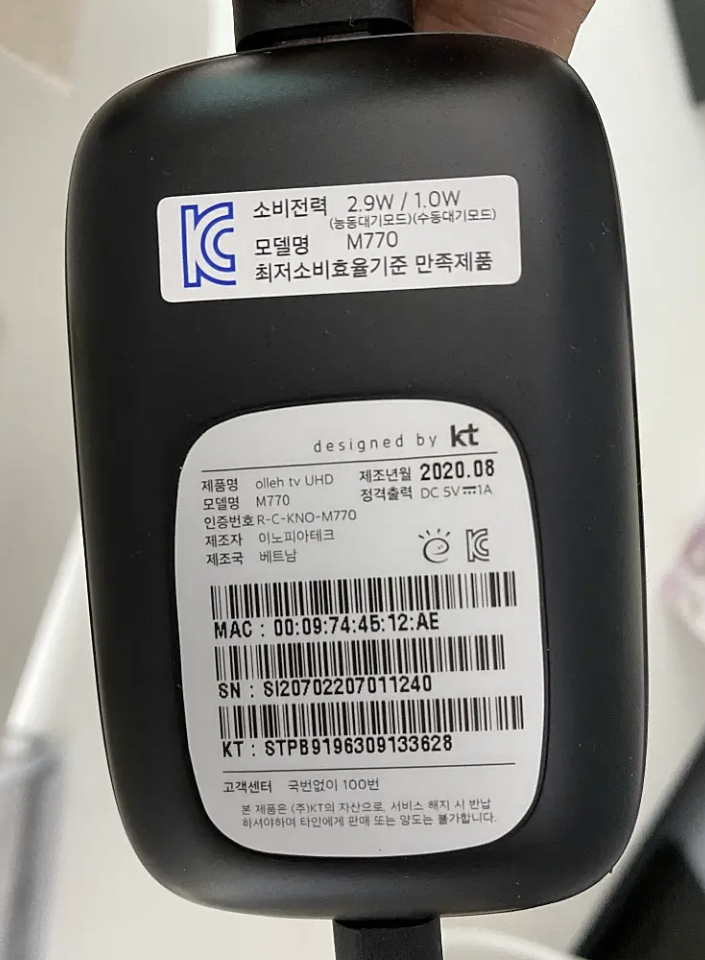 소비전력 2.9W / 1.0W
(능동대기모드)(수동대기모드)
모델명 M770
최저소비효율기준 만족제품
designed by kt
제품명 olleh tv UHD 제조년월 2020.08
모델명 M770 정격출력 DC 5V⎓1A
인증번호 R-C-KNO-M770
제조자 이노피아테크
제조국 베트남
MAC : 00:09:74:45:12:AE
SN : SI20702207011240
KT : STPB9196309133628
고객센터 국번없이 100번
본 제품은 (주)KT의 자산으로, 서비스 해지 시 반납
하셔야하며 타인에게 판매 또는 양도는 불가합니다.